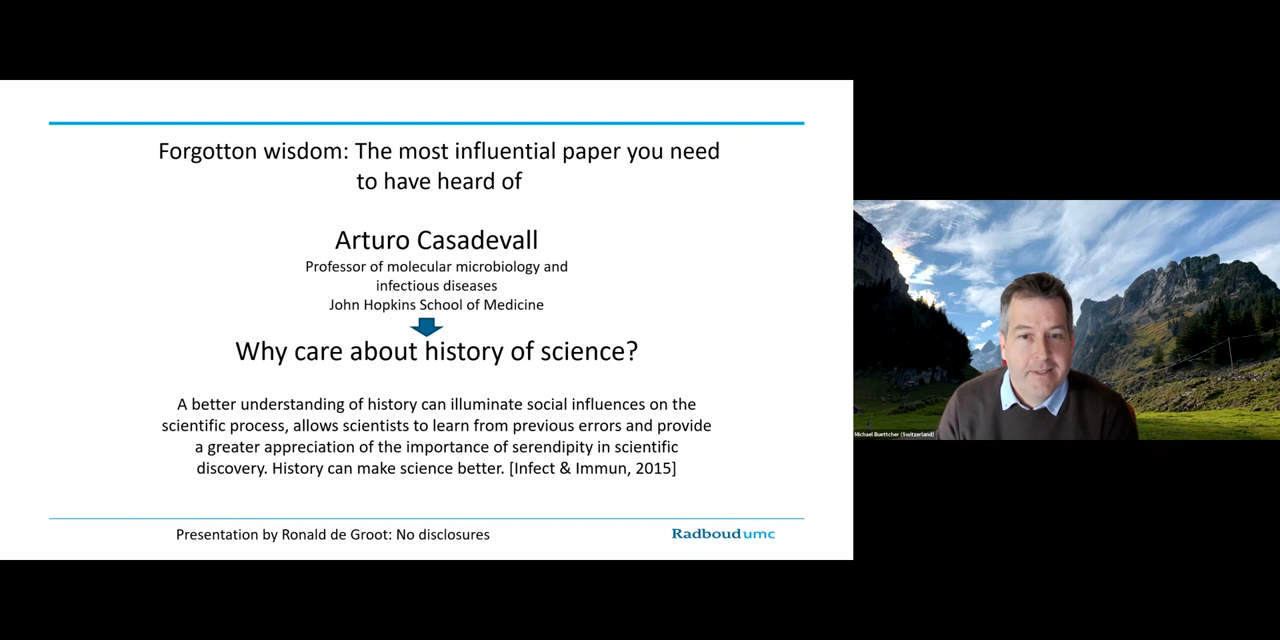 Forgotton wisdom: The most influential paper you need
to have heard of
Arturo Casadevall
Professor of molecular microbiology and
infectious diseases
John Hopkins School of Medicine
Why care about history of science?
A better understanding of history can illuminate social influences on the
scientific process, allows scientists to learn from previous errors and provide
a greater appreciation of the importance of serendipity in scientific
discovery. History can make science better. [Infect & Immun, 2015]
Presentation by Ronald de Groot: No disclosures
Radboudumc
Michael Buettcher (Switzerland)